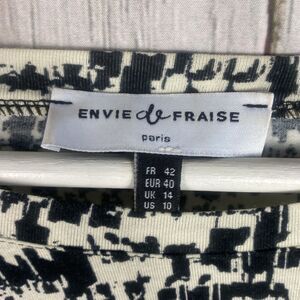 ENVIE de FRAISE
paris
FR 42
EUR 40
UK 14
US 10